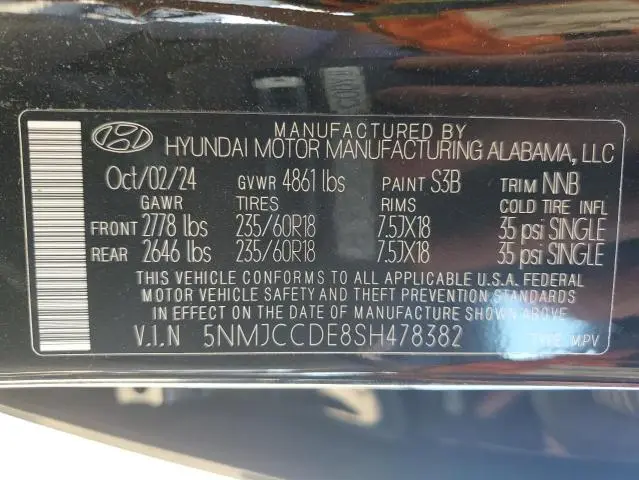 MANUFACTURED BY
HYUNDAI MOTOR MANUFACTURING ALABAMA, LLC
Oct/02/24 GVWR 4861 lbs PAINT S3B TRIM NNB
GAWR TIRES RIMS COLD TIRE INFL
FRONT 2778 lbs 235/60R18 7.5JX18 35 psi SINGLE
REAR 2646 lbs 235/60R18 7.5JX18 35 psi SINGLE
THIS VEHICLE CONFORMS TO ALL APPLICABLE U.S.A. FEDERAL
MOTOR VEHICLE SAFETY AND THEFT PREVENTION STANDARDS
IN EFFECT ON THE DATE OF MANUFACTURE SHOWN ABOVE
V.I.N 5NMJCCDE8SH478382 TYPE MPV